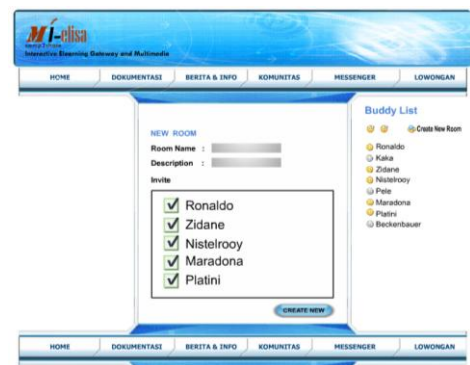 Mi-elisa
Interactive Elearning Gateway and Multimedia
HOME DOKUMENTASI BERITA & INFO KOMUNITAS MESSENGER LOWONGAN
NEW ROOM
Room Name :
Description :
Invite
Ronaldo
Zidane
Nistelrooy
Maradona
Platini
CREATE NEW
Buddy List
Create New Room
Ronaldo
Kaka
Zidane
Nistelrooy
Pele
Maradona
Platini
Beckenbauer
HOME DOKUMENTASI BERITA & INFO KOMUNITAS MESSENGER LOWONGAN